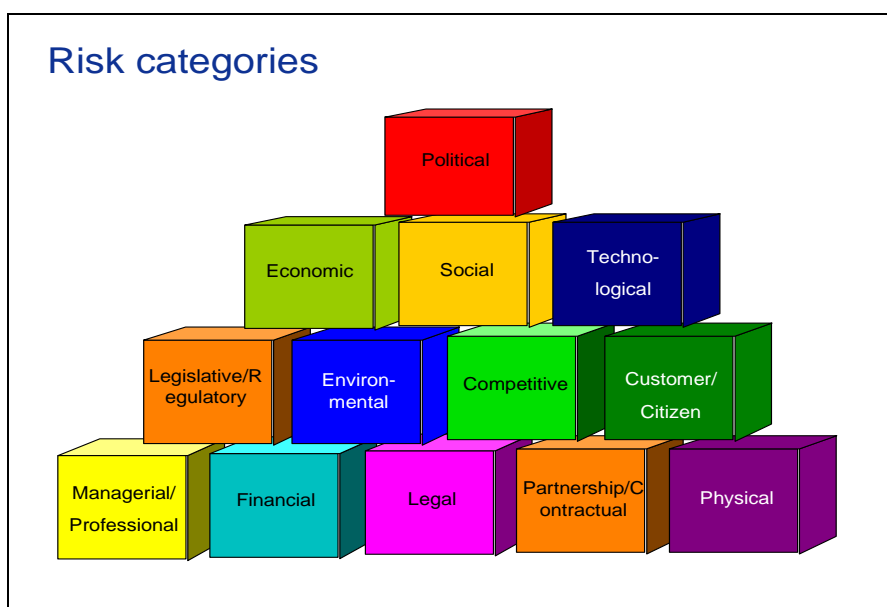 Risk categories
Political
Economic
Social
Techno-
logical
Legislative/R
egulatory
Environ-
mental
Competitive
Customer/
Citizen
Managerial/
Professional
Financial
Legal
Partnership/C
ontractual
Physical